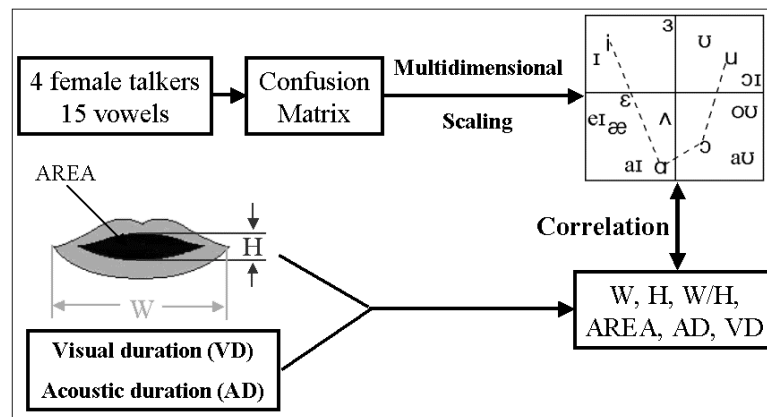 4 female talkers
15 vowels
Confusion
Matrix
Multidimensional
Scaling
ɜ
i
ɪ
ʊ
u
ɔɪ
ɛ
eɪ
æ
ʌ
oʊ
ɔ
aɪ
ɑ
aʊ
AREA
H
W
Correlation
Visual duration (VD)
Acoustic duration (AD)
W, H, W/H,
AREA, AD, VD